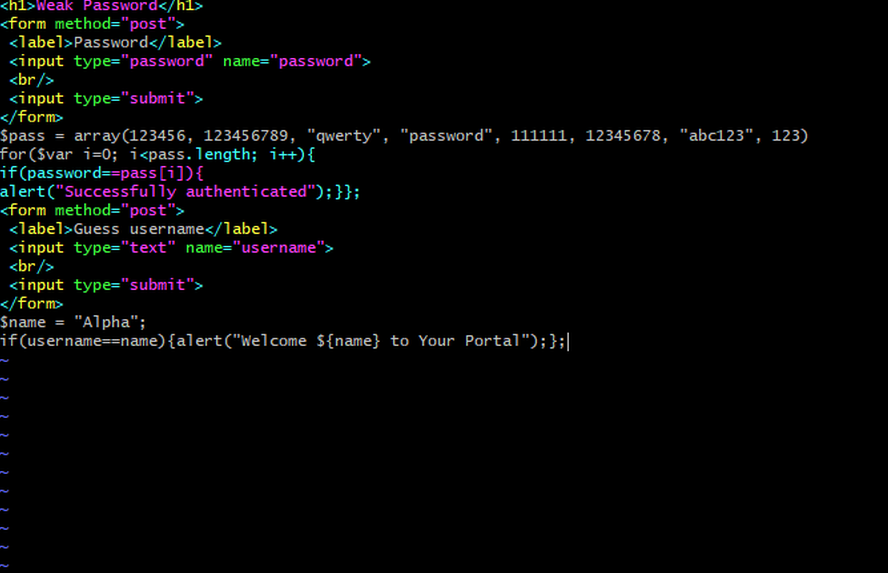 <h1>Weak Password</h1>
<form method="post">
 <label>Password</label>
 <input type="password" name="password">
 <br/>
 <input type="submit">
</form>
$pass = array(123456, 123456789, "qwerty", "password", 111111, 12345678, "abc123", 123)
for($var i=0; i<pass.length; i++){
if(password==pass[i]){
alert("Successfully authenticated");}};
<form method="post">
 <label>Guess username</label>
 <input type="text" name="username">
 <br/>
 <input type="submit">
</form>
$name = "Alpha";
if(username==name){alert("Welcome ${name} to Your Portal");};
~
~
~
~
~
~
~
~
~
~
~
~